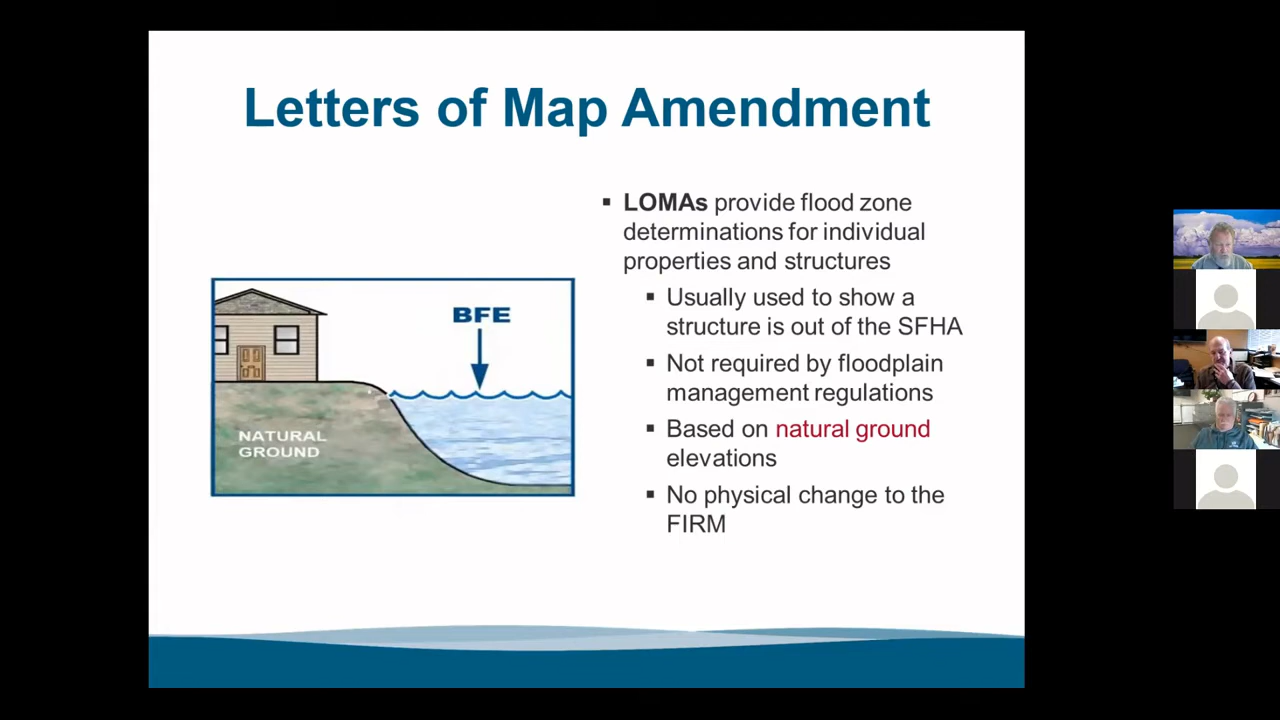 Letters of Map Amendment
BFE
NATURAL
GROUND
▪ LOMAs provide flood zone
determinations for individual
properties and structures
▪ Usually used to show a
structure is out of the SFHA
▪ Not required by floodplain
management regulations
▪ Based on natural ground
elevations
▪ No physical change to the
FIRM